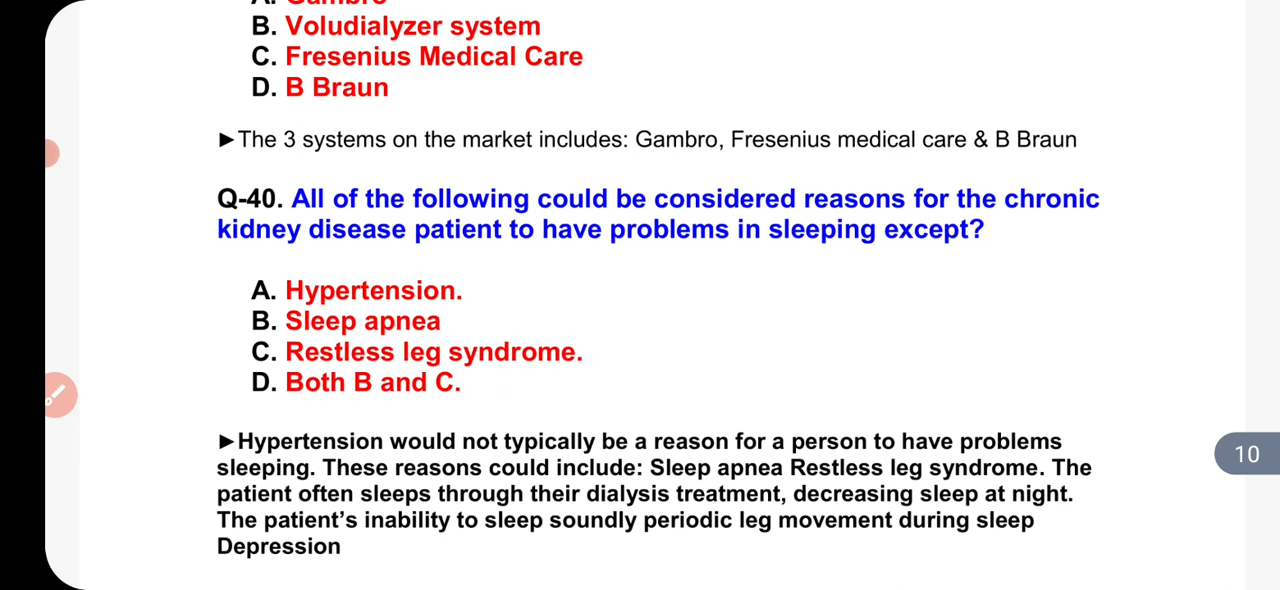 B. Voludialyzer system
C. Fresenius Medical Care
D. B Braun
►The 3 systems on the market includes: Gambro, Fresenius medical care & B Braun
Q-40. All of the following could be considered reasons for the chronic
kidney disease patient to have problems in sleeping except?
A. Hypertension.
B. Sleep apnea
C. Restless leg syndrome.
D. Both B and C.
►Hypertension would not typically be a reason for a person to have problems
sleeping. These reasons could include: Sleep apnea Restless leg syndrome. The
patient often sleeps through their dialysis treatment, decreasing sleep at night.
The patient’s inability to sleep soundly periodic leg movement during sleep
Depression
10